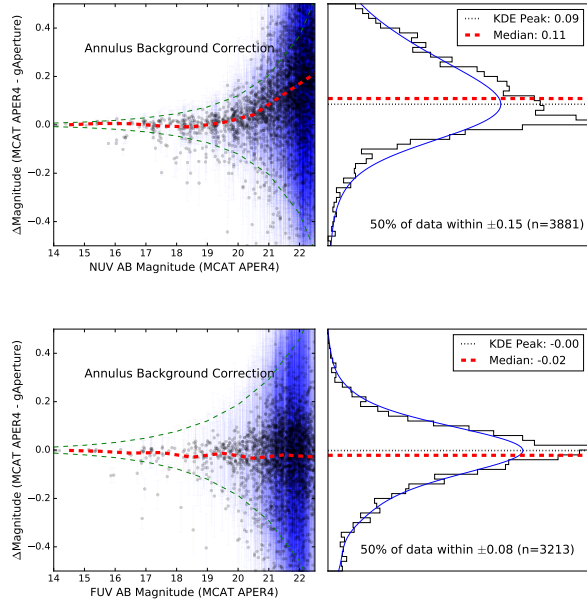 KDE Peak: 0.09
Median: 0.11
Annulus Background Correction
ΔMagnitude (MCAT APER4 - gAperture)
0.4
0.2
0.0
−0.2
−0.4
50% of data within ±0.15 (n=3881)
14 15 16 17 18 19 20 21 22
NUV AB Magnitude (MCAT APER4)
KDE Peak: -0.00
Median: -0.02
Annulus Background Correction
ΔMagnitude (MCAT APER4 - gAperture)
0.4
0.2
0.0
−0.2
−0.4
50% of data within ±0.08 (n=3213)
14 15 16 17 18 19 20 21 22
FUV AB Magnitude (MCAT APER4)